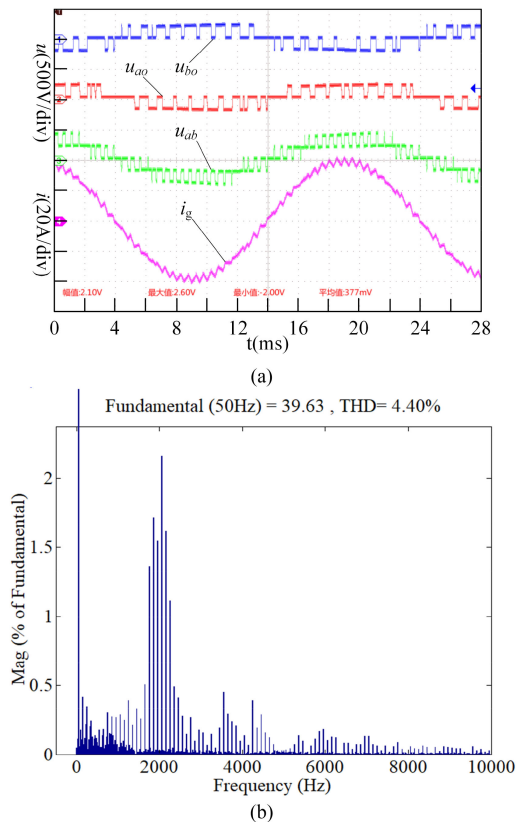 u(500V/div)
i(20A/div)
u_ao
u_bo
u_ab
i_g
幅值:2.10V 最大值:2.60V 最小值:-2.00V 平均值:377mV
0 4 8 12 16 20 24 28
t(ms)
(a)
Fundamental (50Hz) = 39.63 , THD= 4.40%
Mag (% of Fundamental)
2
1.5
1
0.5
0
0 2000 4000 6000 8000 10000
Frequency (Hz)
(b)